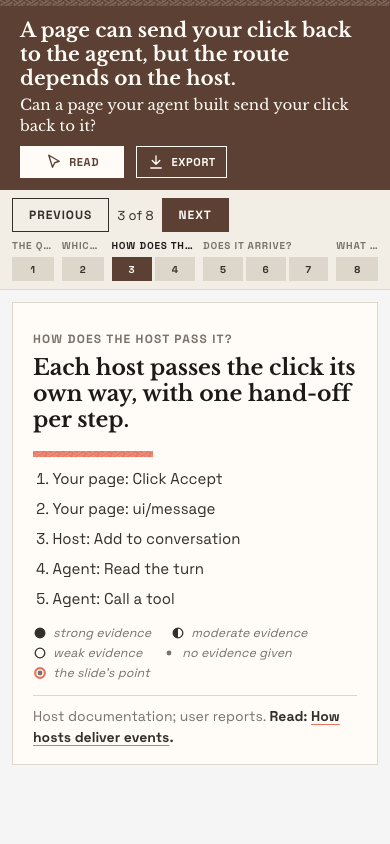 A page can send your click back
to the agent, but the route
depends on the host.
Can a page your agent built send your click
back to it?
READ
EXPORT
PREVIOUS
3 of 8
NEXT
THE Q...
WHIC...
HOW DOES TH...
DOES IT ARRIVE?
WHAT ...
1
2
3
4
5
6
7
8
HOW DOES THE HOST PASS IT?
Each host passes the click its
own way, with one hand-off
per step.
1. Your page: Click Accept
2. Your page: ui/message
3. Host: Add to conversation
4. Agent: Read the turn
5. Agent: Call a tool
strong evidence
moderate evidence
weak evidence
no evidence given
the slide's point
Host documentation; user reports. Read: How
hosts deliver events.